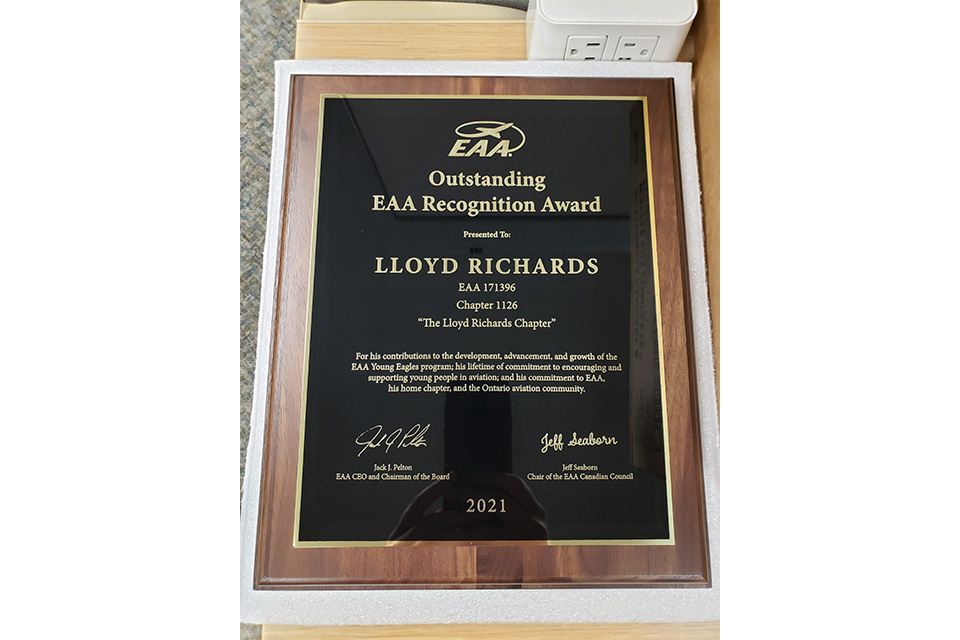 EAA
Outstanding
EAA Recognition Award
Presented To:
LLOYD RICHARDS
EAA 171396
Chapter 1126
“The Lloyd Richards Chapter”
For his contributions to the development, advancement, and growth of the
EAA Young Eagles program; his lifetime of commitment to encouraging and
supporting young people in aviation; and his commitment to EAA,
his home chapter, and the Ontario aviation community.
Jack J. Pelton
Jeff Seaborn
Jack J. Pelton
EAA CEO and Chairman of the Board
Jeff Seaborn
Chair of the EAA Canadian Council
2021